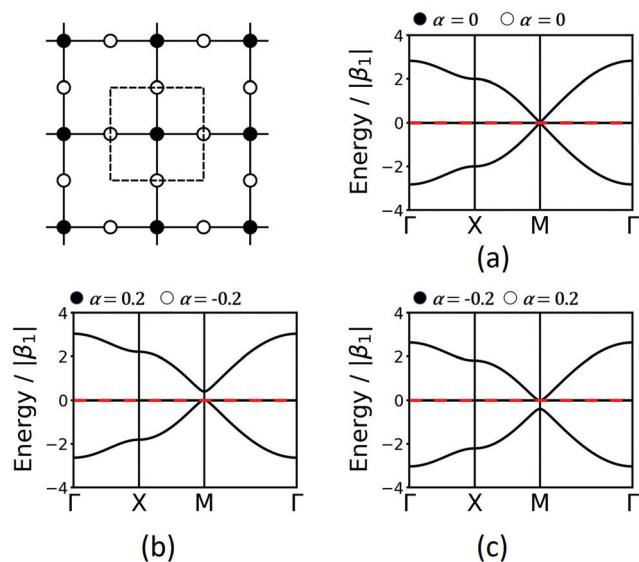 ● α = 0 ○ α = 0
Energy / |β₁|
4
2
0
−2
−4
Γ X M Γ
(a)
● α = 0.2 ○ α = -0.2
Energy / |β₁|
4
2
0
−2
−4
Γ X M Γ
(b)
● α = -0.2 ○ α = 0.2
Energy / |β₁|
4
2
0
−2
−4
Γ X M Γ
(c)